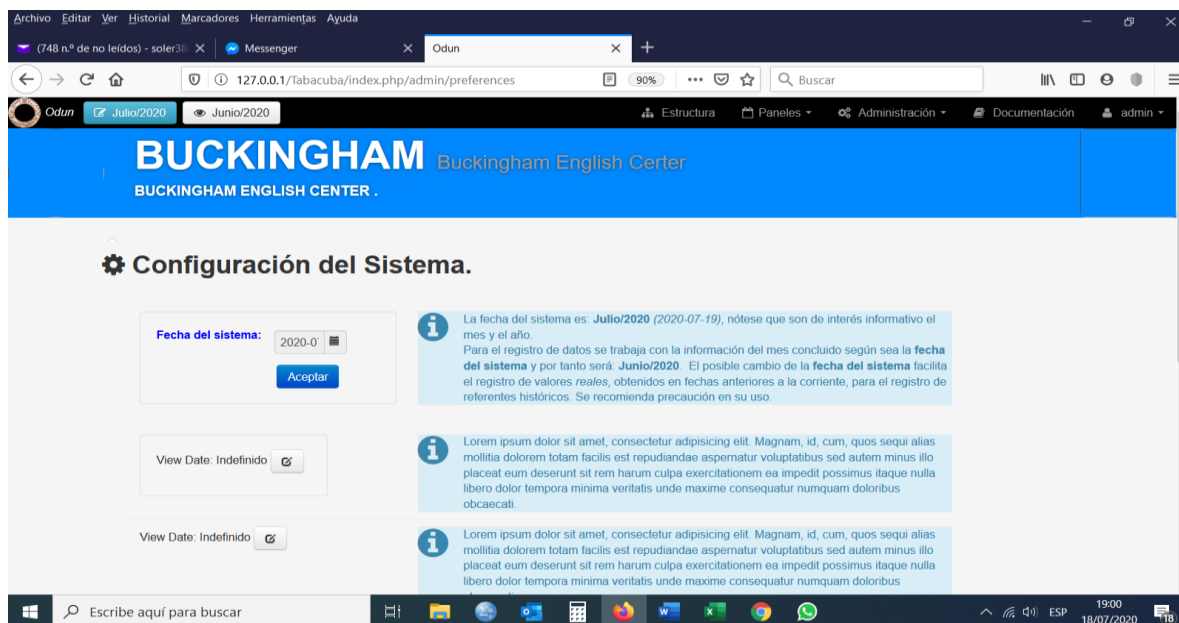 Archivo Editar Ver Historial Marcadores Herramientas Ayuda
(748 n.º de no leídos) - soler38 Messenger Odun
127.0.0.1/Tabacuba/index.php/admin/preferences 90% Buscar
Odun Julio/2020 Junio/2020 Estructura Paneles Administración Documentación admin
BUCKINGHAM Buckingham English Certer
BUCKINGHAM ENGLISH CENTER .
Configuración del Sistema.
Fecha del sistema: 2020-0
Aceptar
La fecha del sistema es: Julio/2020 (2020-07-19), nótese que son de interés informativo el
mes y el año.
Para el registro de datos se trabaja con la información del mes concluido según sea la fecha
del sistema y por tanto será: Junio/2020. El posible cambio de la fecha del sistema facilita
el registro de valores reales, obtenidos en fechas anteriores a la corriente, para el registro de
referentes históricos. Se recomienda precaución en su uso.
View Date: Indefinido
Lorem ipsum dolor sit amet, consectetur adipisicing elit. Magnam, id, cum, quos sequi alias
mollitia dolorem totam facilis est repudiandae aspernatur voluptatibus sed autem minus illo
placeat eum deserunt sit rem harum culpa exercitationem ea impedit possimus itaque nulla
libero dolor tempora minima veritatis unde maxime consequatur numquam doloribus
obcaecati.
View Date: Indefinido
Lorem ipsum dolor sit amet, consectetur adipisicing elit. Magnam, id, cum, quos sequi alias
mollitia dolorem totam facilis est repudiandae aspernatur voluptatibus sed autem minus illo
placeat eum deserunt sit rem harum culpa exercitationem ea impedit possimus itaque nulla
libero dolor tempora minima veritatis unde maxime consequatur numquam doloribus
Escribe aquí para buscar ESP 19:00
18/07/2020 18